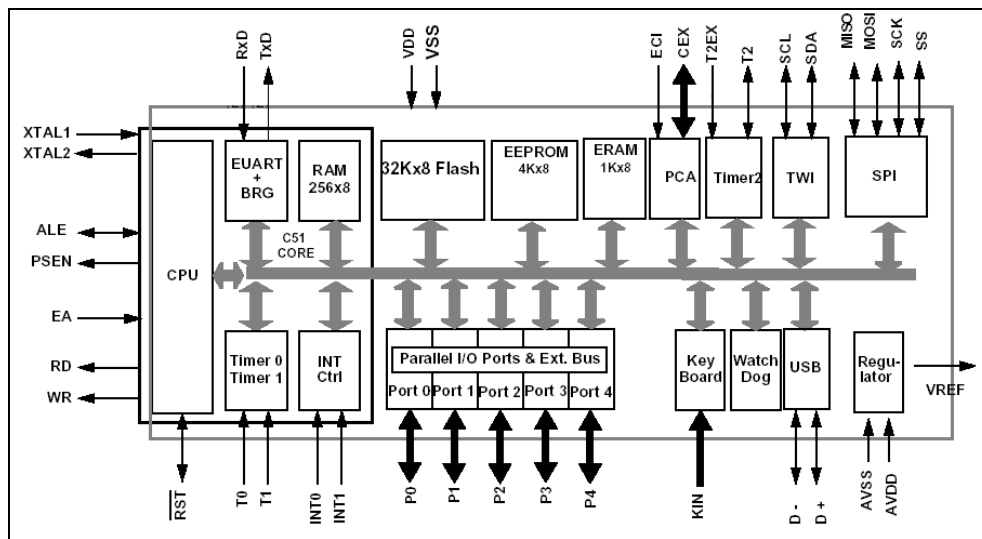 RxD
TxD
VDD
VSS
ECI
CEX
T2EX
T2
SCL
SDA
MISO
MOSI
SCK
SS
XTAL1
XTAL2
ALE
PSEN
EA
RD
WR
CPU
EUART
+
BRG
RAM
256x8
C51
CORE
32Kx8 Flash
EEPROM
4Kx8
ERAM
1Kx8
PCA
Timer2
TWI
SPI
Timer 0
Timer 1
INT
Ctrl
Parallel I/O Ports & Ext. Bus
Port 0
Port 1
Port 2
Port 3
Port 4
Key
Board
Watch
Dog
USB
Regu-
lator
VREF
RST
T0
T1
INT0
INT1
P0
P1
P2
P3
P4
KIN
D -
D +
AVSS
AVDD